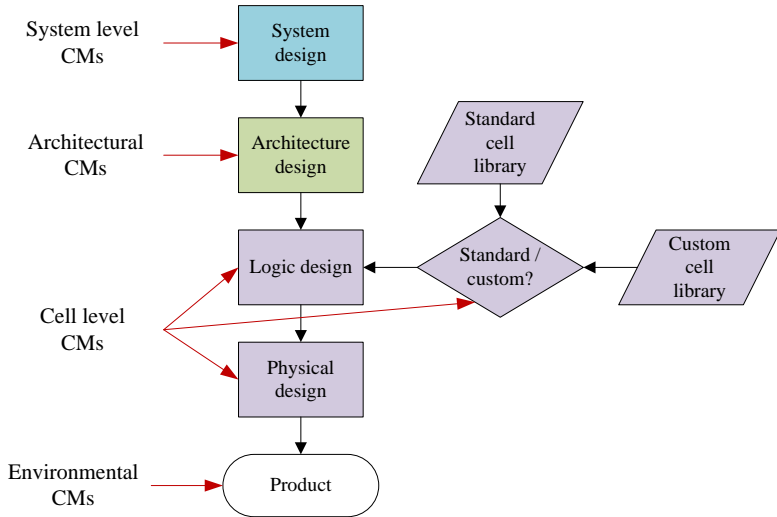 System level
CMs
System
design
Architectural
CMs
Architecture
design
Standard
cell
library
Cell level
CMs
Logic design
Standard /
custom?
Custom
cell
library
Physical
design
Environmental
CMs
Product